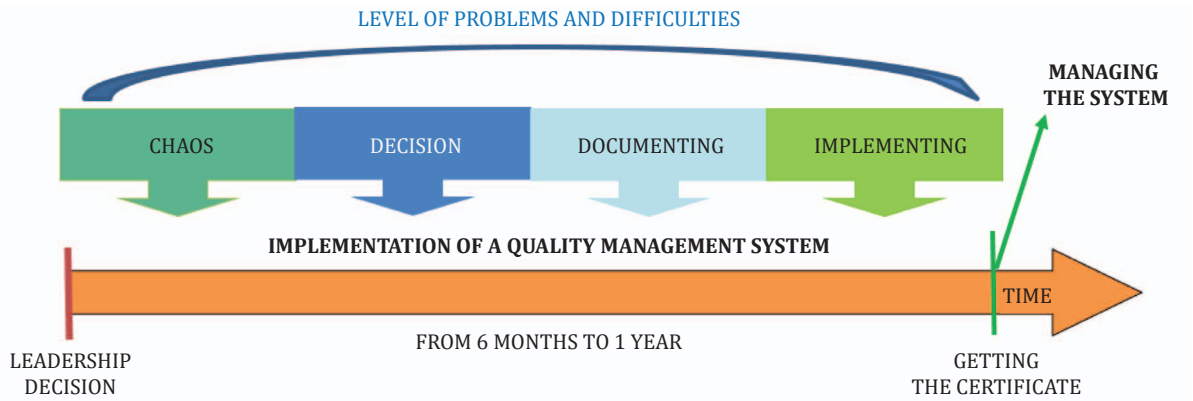 LEVEL OF PROBLEMS AND DIFFICULTIES
MANAGING
THE SYSTEM
CHAOS
DECISION
DOCUMENTING
IMPLEMENTING
IMPLEMENTATION OF A QUALITY MANAGEMENT SYSTEM
TIME
FROM 6 MONTHS TO 1 YEAR
LEADERSHIP
DECISION
GETTING
THE CERTIFICATE